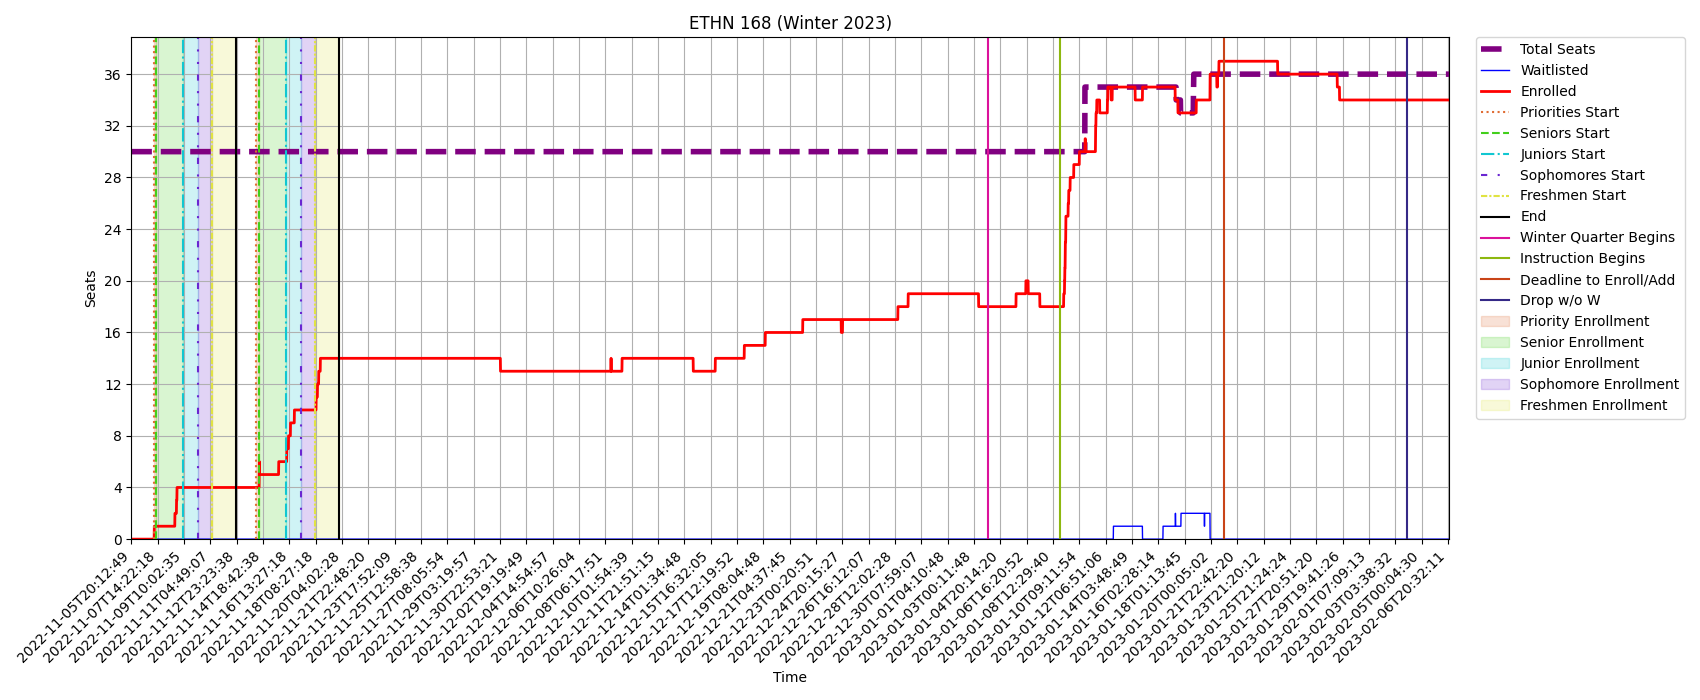 ETHN 168 (Winter 2023)
Seats
36
32
28
24
20
16
12
8
4
0
2022-11-05T20:12:49
2022-11-07T14:22:18
2022-11-09T10:02:35
2022-11-11T04:49:07
2022-11-12T23:23:38
2022-11-14T18:42:38
2022-11-16T13:27:18
2022-11-18T08:27:18
2022-11-20T04:02:28
2022-11-21T22:48:20
2022-11-23T17:52:09
2022-11-25T12:58:38
2022-11-27T08:05:54
2022-11-29T03:19:57
2022-11-30T22:53:21
2022-12-02T19:19:49
2022-12-04T14:54:57
2022-12-06T10:26:04
2022-12-08T06:17:51
2022-12-10T01:54:39
2022-12-11T21:51:15
2022-12-14T01:34:48
2022-12-15T16:32:05
2022-12-17T12:19:52
2022-12-19T08:04:48
2022-12-21T04:37:45
2022-12-23T00:20:51
2022-12-24T20:15:27
2022-12-26T16:12:07
2022-12-28T12:02:28
2022-12-30T07:59:07
2023-01-01T04:10:48
2023-01-03T00:11:48
2023-01-04T20:14:20
2023-01-06T16:20:52
2023-01-08T12:29:40
2023-01-10T09:11:54
2023-01-12T06:51:06
2023-01-14T03:48:49
2023-01-16T02:28:14
2023-01-18T01:13:45
2023-01-20T00:05:02
2023-01-21T22:42:20
2023-01-23T21:20:12
2023-01-25T21:24:24
2023-01-27T20:51:20
2023-01-29T19:41:26
2023-02-01T07:09:13
2023-02-03T03:38:32
2023-02-05T00:04:30
2023-02-06T20:32:11
Time
Total Seats
Waitlisted
Enrolled
Priorities Start
Seniors Start
Juniors Start
Sophomores Start
Freshmen Start
End
Winter Quarter Begins
Instruction Begins
Deadline to Enroll/Add
Drop w/o W
Priority Enrollment
Senior Enrollment
Junior Enrollment
Sophomore Enrollment
Freshmen Enrollment